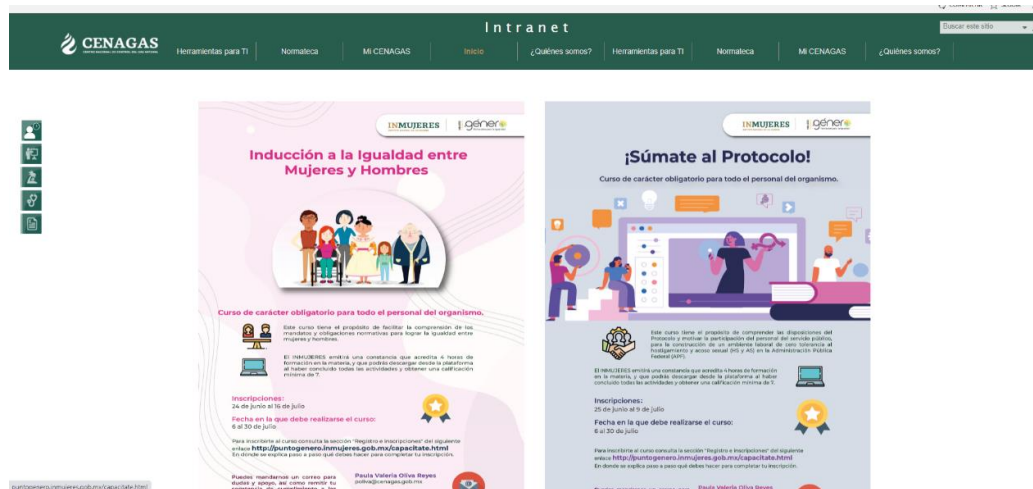 Intranet
Buscar este sitio
CENAGAS
Herramientas para TI
Normateca
Mi CENAGAS
Inicio
¿Quiénes somos?
Herramientas para TI
Normateca
Mi CENAGAS
¿Quiénes somos?
INMUJERES
género
Inducción a la Igualdad entre
Mujeres y Hombres
Curso de carácter obligatorio para todo el personal del organismo.
Este curso tiene el propósito de facilitar la comprensión de los
mandatos y obligaciones normativas para lograr la igualdad entre
mujeres y hombres.
El INMUJERES emitirá una constancia que acredita 4 horas de
formación en la materia, y que podrás descargar desde la plataforma
al haber concluido todas las actividades y obtener una calificación
mínima de 7.
Inscripciones:
24 de junio al 16 de julio
Fecha en la que debe realizarse el curso:
6 al 30 de julio
Para inscribirte al curso consulta la sección "Registro e Inscripciones" del siguiente
enlace http://puntogenero.inmujeres.gob.mx/capacitate.html
En donde se explica paso a paso qué debes hacer para completar tu inscripción.
Puedes mandarnos un correo para
dudas y apoyo, así como remitir tu
Paula Valeria Oliva Reyes
poliva@cenagas.gob.mx
INMUJERES
género
¡Súmate al Protocolo!
Curso de carácter obligatorio para todo el personal del organismo.
Este curso tiene el propósito de comprender las disposiciones del
Protocolo y motivar la participación del personal del servicio público,
para la construcción de un ambiente laboral de cero tolerancia al
hostigamiento y acoso sexual (HS y AS) en la Administración Pública
Federal (APF).
El INMUJERES emitirá una constancia que acredita 4 horas de formación
en la materia, y que podrás descargar desde la plataforma al haber
concluido todas las actividades y obtener una calificación mínima de 7.
Inscripciones:
25 de junio al 9 de julio
Fecha en la que debe realizarse el curso:
6 al 30 de julio
Para inscribirte al curso consulta la sección "Registro e Inscripciones" del siguiente
enlace http://puntogenero.inmujeres.gob.mx/capacitate.html
En donde se explica paso a paso qué debes hacer para completar tu inscripción.
Puedes mandarnos un correo para
Paula Valeria Oliva Reyes
puntogenero.inmujeres.gob.mx/capacitate.html